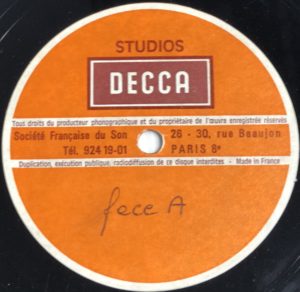 STUDIOS
DECCA
Tous droits du producteur phonographique et du propriétaire de l'œuvre enregistrée réservés
Société Française du Son 26 - 30, rue Beaujon
Tél. 924 19-01 PARIS 8e
Duplication, exécution publique, radiodiffusion de ce disque interdites - Made in France
face A